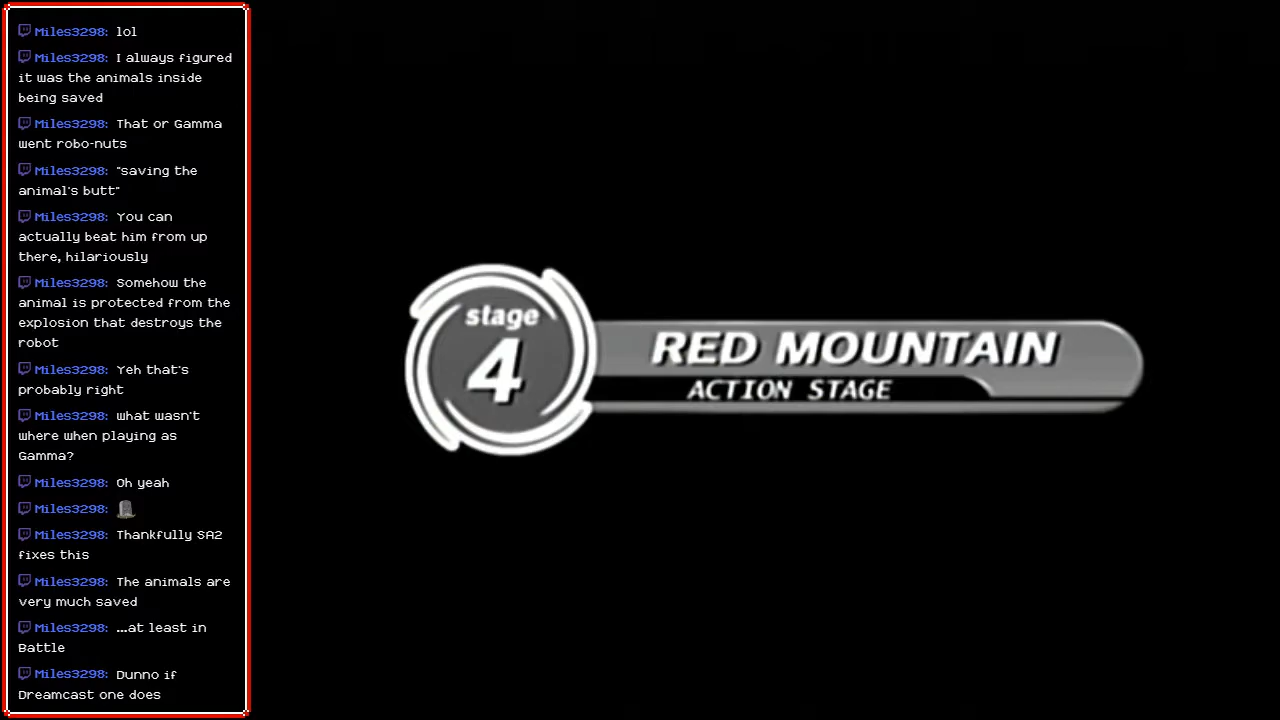 Miles3298: lol
Miles3298: I always figured
it was the animals inside
being saved
Miles3298: That or Gamma
went robo-nuts
Miles3298: "saving the
animal's butt"
Miles3298: You can
actually beat him from up
there, hilariously
Miles3298: Somehow the
animal is protected from the
explosion that destroys the
robot
Miles3298: Yeh that's
probably right
Miles3298: what wasn't
where when playing as
Gamma?
Miles3298: Oh yeah
Miles3298:
Miles3298: Thankfully SA2
fixes this
Miles3298: The animals are
very much saved
Miles3298: ...at least in
Battle
Miles3298: Dunno if
Dreamcast one does
stage
4
RED MOUNTAIN
ACTION STAGE